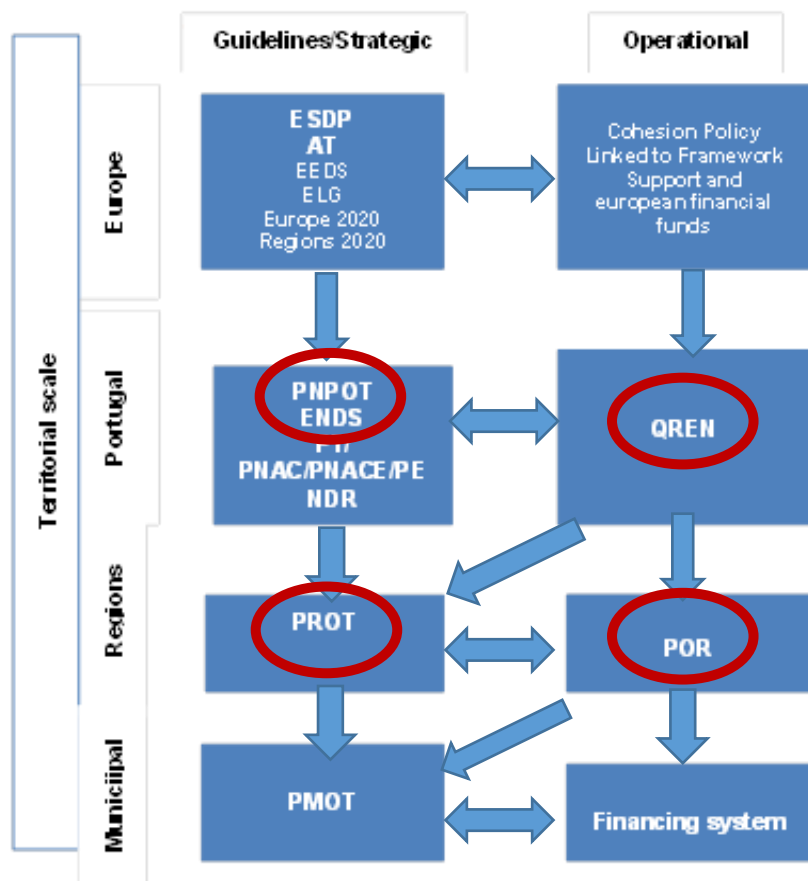 Guidelines/Strategic
Operational
Territorial scale
Europe
ESDP
AT
EEDS
ELG
Europe 2020
Regions 2020
Cohesion Policy
Linked to Framework
Support and
european financial
funds
Portugal
PNPOT
ENDS
PNAC/PNACE/PE
NDR
QREN
Regions
PROT
POR
Municiipal
PMOT
Financing system